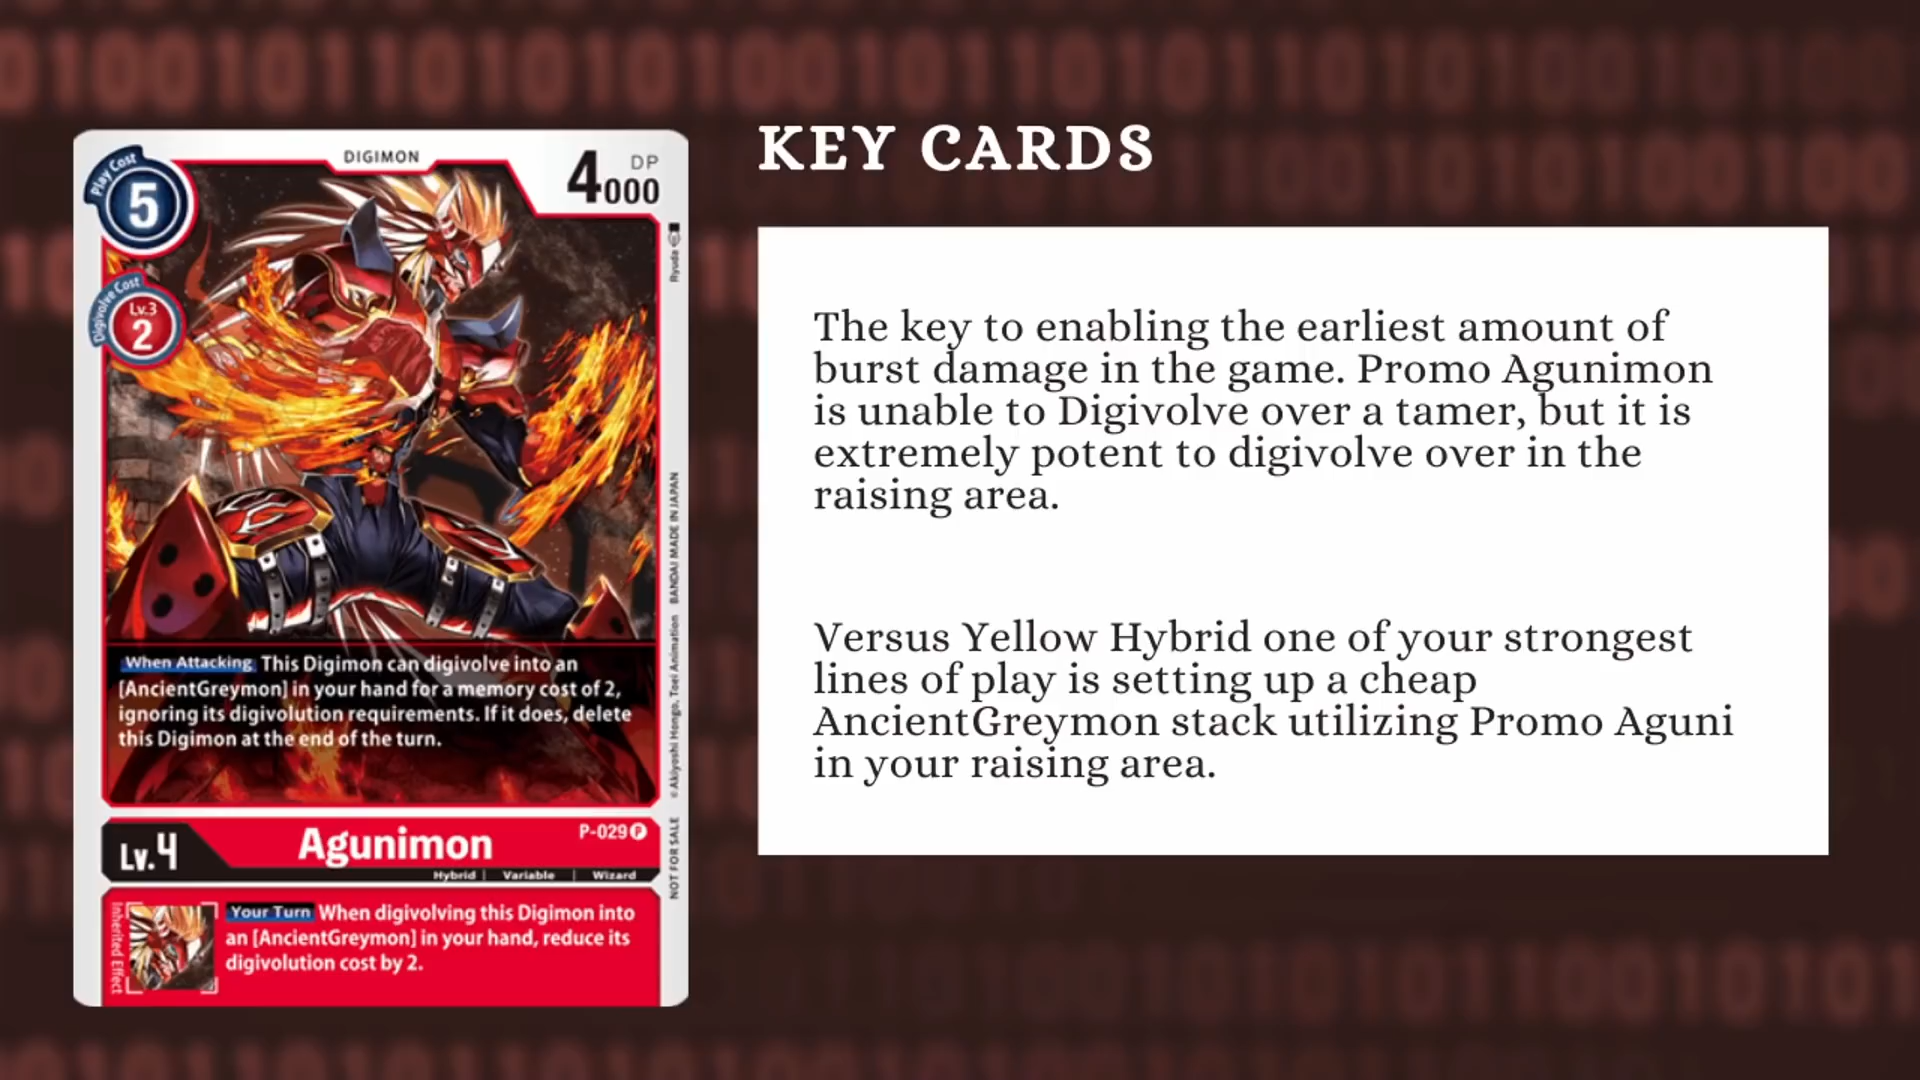 KEY CARDS
The key to enabling the earliest amount of
burst damage in the game. Promo Agunimon
is unable to Digivolve over a tamer, but it is
extremely potent to digivolve over in the
raising area.
Versus Yellow Hybrid one of your strongest
lines of play is setting up a cheap
AncientGreymon stack utilizing Promo Aguni
in your raising area.
Play Cost
5
DIGIMON
DP
4000
Digivolve Cost
Lv.3
2
Ryuda
©Akiyoshi Hongo, Toei Animation BANDAI MADE IN JAPAN
NOT FOR SALE
When Attacking This Digimon can digivolve into an
[AncientGreymon] in your hand for a memory cost of 2,
ignoring its digivolution requirements. If it does, delete
this Digimon at the end of the turn.
P-029 P
Lv.4 Agunimon
Hybrid | Variable | Wizard
Inherited Effect
Your Turn When digivolving this Digimon into
an [AncientGreymon] in your hand, reduce its
digivolution cost by 2.